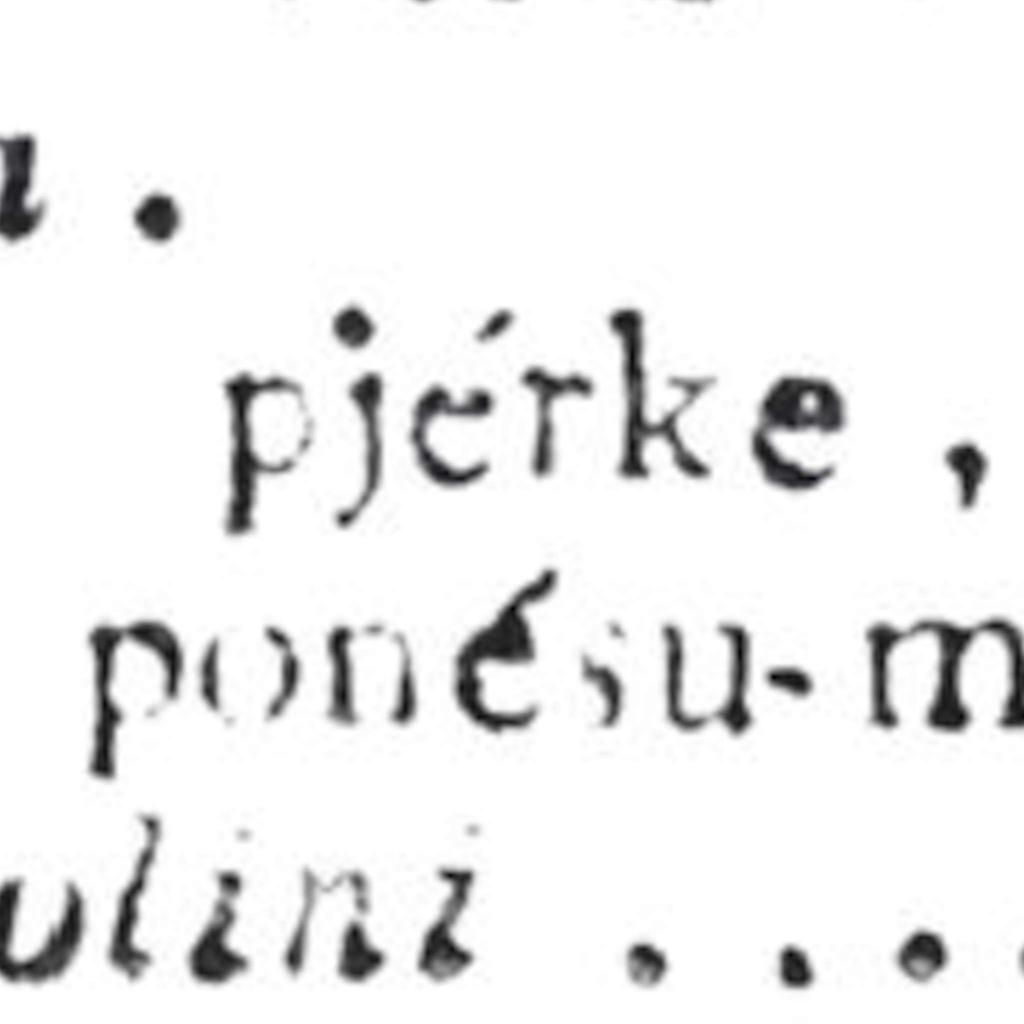 pjérke,
ponésu-m
ulini . . .